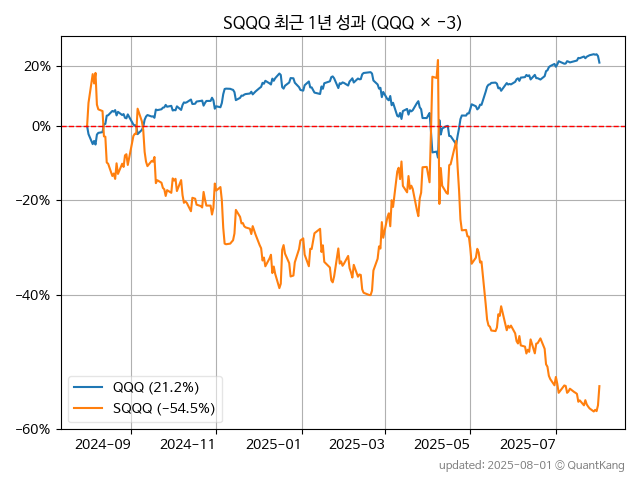 SQQQ 최근 1년 성과 (QQQ × −3)
20%
0%
−20%
−40%
−60%
QQQ (21.2%)
SQQQ (−54.5%)
2024−09 2024−11 2025−01 2025−03 2025−05 2025−07
updated: 2025-08-01 © QuantKang